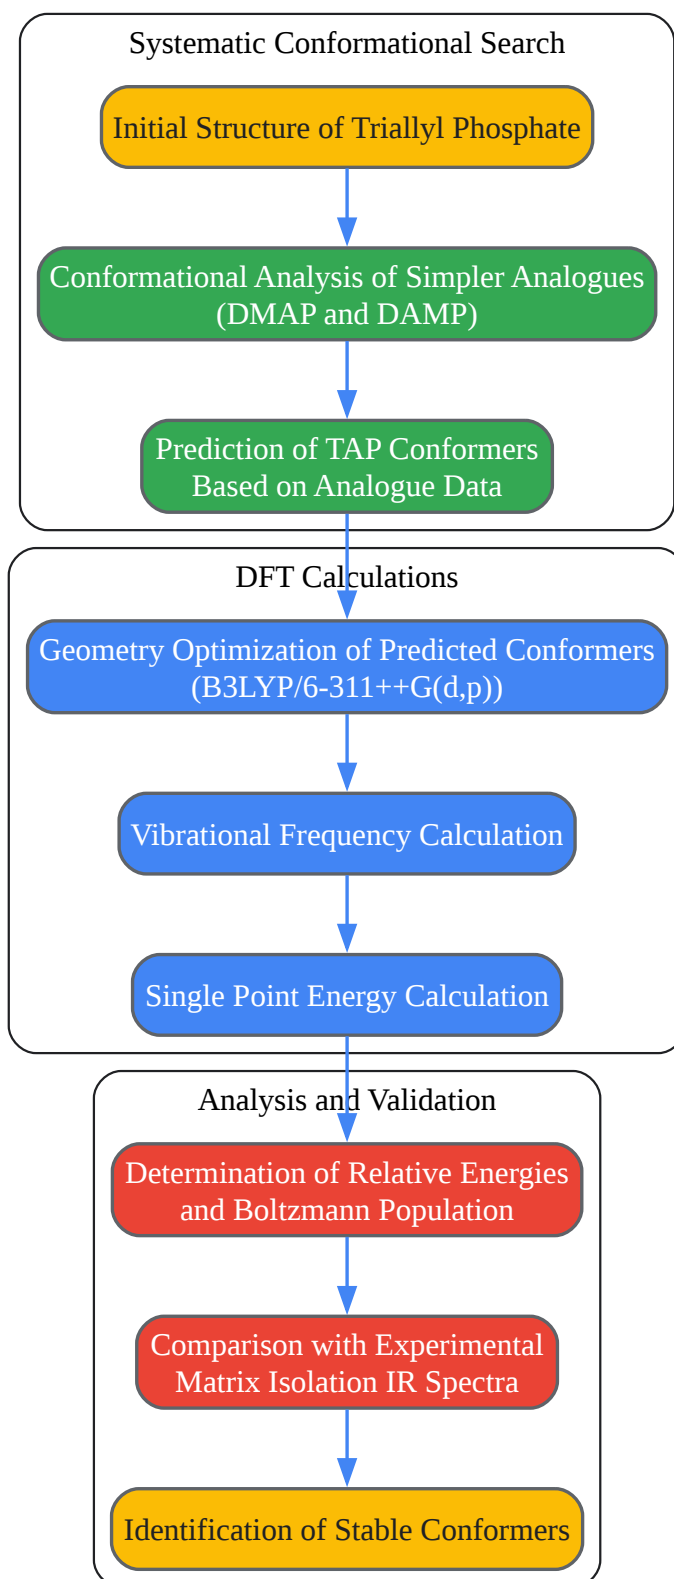 Systematic Conformational Search
Initial Structure of Triallyl Phosphate
Conformational Analysis of Simpler Analogues
(DMAP and DAMP)
Prediction of TAP Conformers
Based on Analogue Data
DFT Calculations
Geometry Optimization of Predicted Conformers
(B3LYP/6-311++G(d,p))
Vibrational Frequency Calculation
Single Point Energy Calculation
Analysis and Validation
Determination of Relative Energies
and Boltzmann Population
Comparison with Experimental
Matrix Isolation IR Spectra
Identification of Stable Conformers